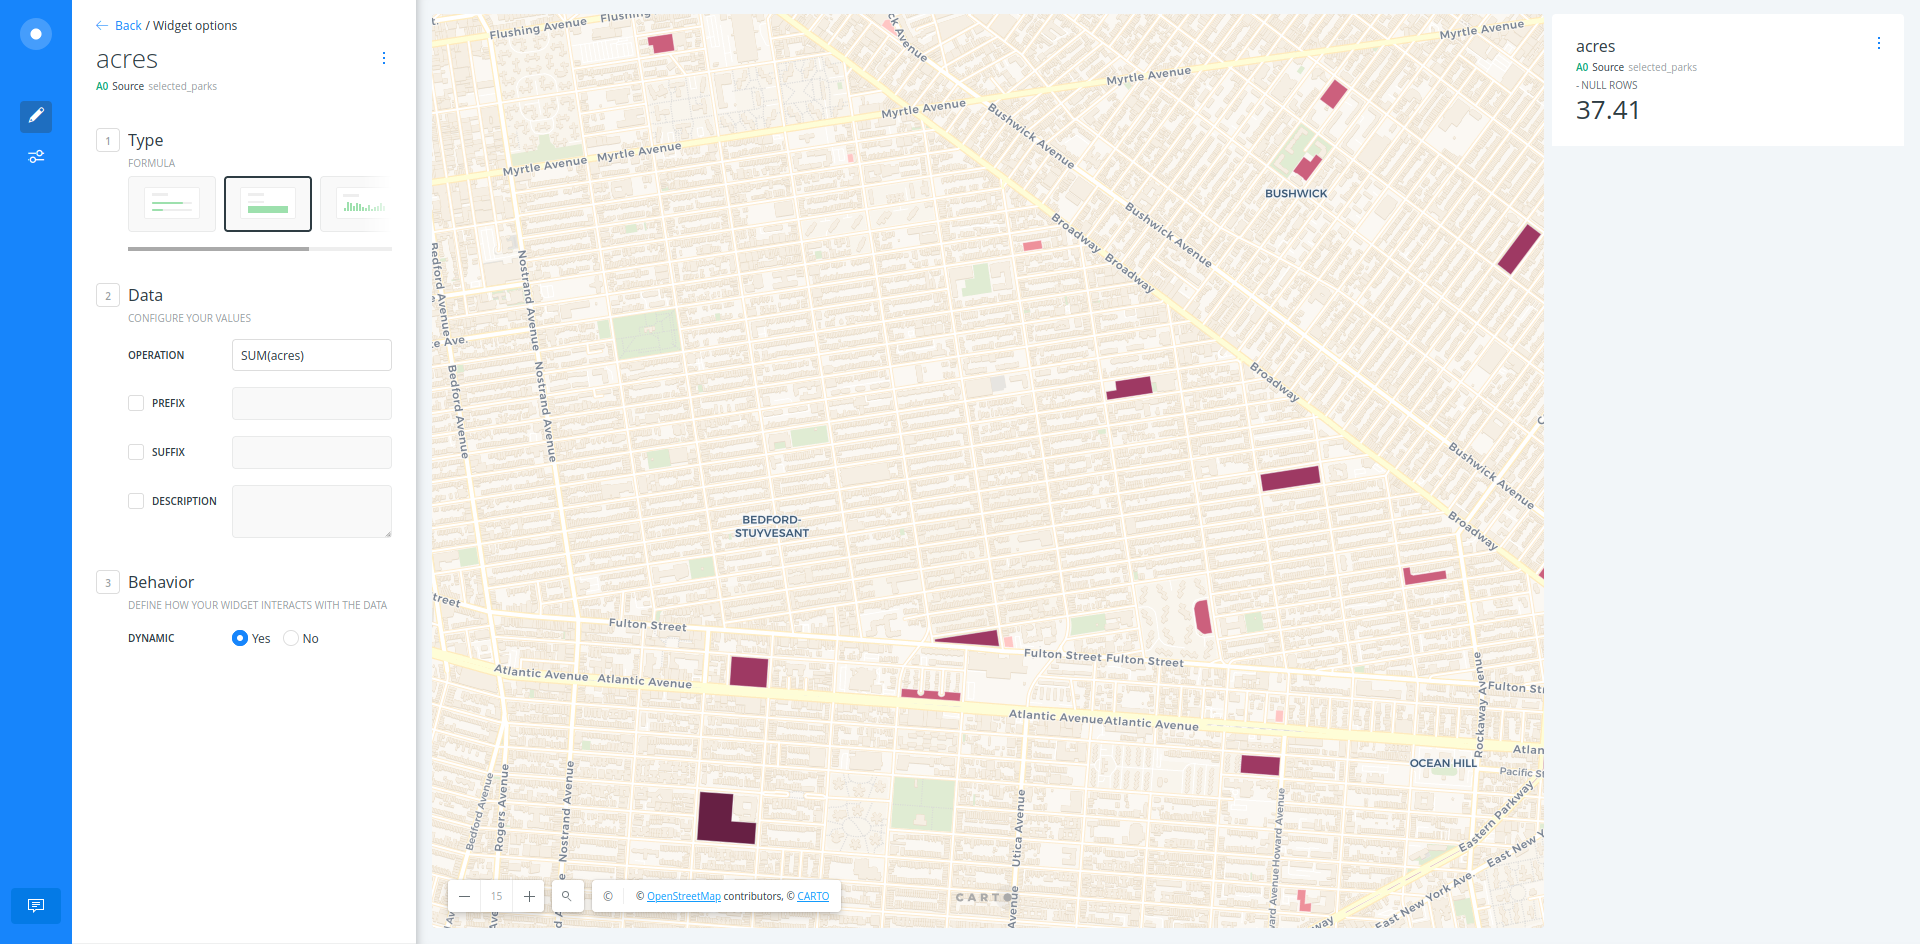 Back / Widget options
acres
A0 Source selected_parks
1 Type
FORMULA
2 Data
CONFIGURE YOUR VALUES
OPERATION SUM(acres)
PREFIX
SUFFIX
DESCRIPTION
3 Behavior
DEFINE HOW YOUR WIDGET INTERACTS WITH THE DATA
DYNAMIC Yes No
Flushing Avenue Flushing
Myrtle Avenue
Myrtle Avenue
Myrtle Avenue
Myrtle Avenue Myrtle Avenue
Bushwick Avenue
BUSHWICK
Bushwick Avenue
Broadway
Broadway
Bedford Avenue
Nostrand Avenue
Nostrand Avenue
Bedford Avenue
Broadway
Bushwick Avenue
Broadway
BEDFORD-
STUYVESANT
Fulton Street
Fulton Street Fulton Street
Atlantic Avenue Atlantic Avenue
Atlantic Avenue Atlantic Avenue
Rockaway Avenue
OCEAN HILL
Bedford Avenue
Rogers Avenue
Nostrand Avenue
Utica Avenue
Howard Avenue
Eastern Parkway
East New York Ave.
15
© © OpenStreetMap contributors, © CARTO
CARTO
acres
A0 Source selected_parks
- NULL ROWS
37.41